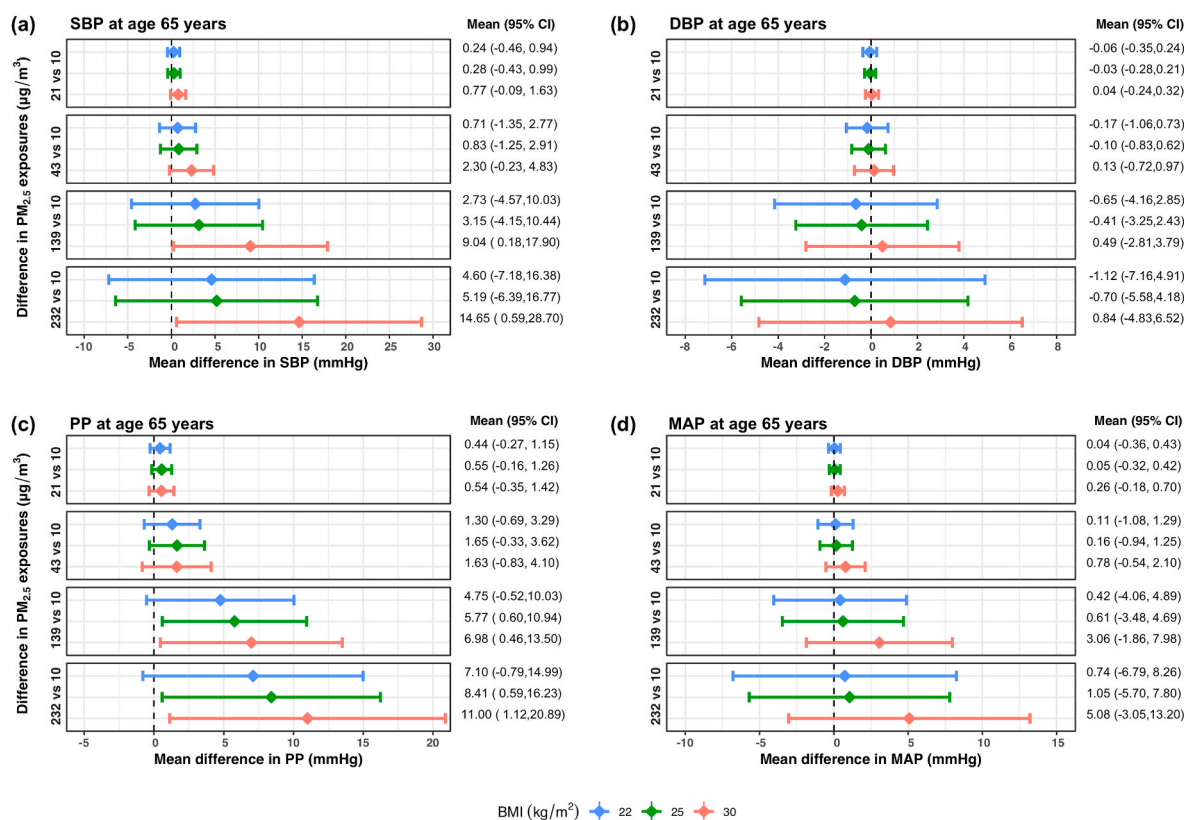 (a) SBP at age 65 years Mean (95% CI)
Difference in PM2.5 exposures (µg/m³)
21 vs 10
0.24 (-0.46, 0.94)
0.28 (-0.43, 0.99)
0.77 (-0.09, 1.63)
43 vs 10
0.71 (-1.35, 2.77)
0.83 (-1.25, 2.91)
2.30 (-0.23, 4.83)
139 vs 10
2.73 (-4.57,10.03)
3.15 (-4.15,10.44)
9.04 ( 0.18,17.90)
232 vs 10
4.60 (-7.18,16.38)
5.19 (-6.39,16.77)
14.65 ( 0.59,28.70)
-10 -5 0 5 10 15 20 25 30
Mean difference in SBP (mmHg)
(b) DBP at age 65 years Mean (95% CI)
21 vs 10
-0.06 (-0.35,0.24)
-0.03 (-0.28,0.21)
0.04 (-0.24,0.32)
43 vs 10
-0.17 (-1.06,0.73)
-0.10 (-0.83,0.62)
0.13 (-0.72,0.97)
139 vs 10
-0.65 (-4.16,2.85)
-0.41 (-3.25,2.43)
0.49 (-2.81,3.79)
232 vs 10
-1.12 (-7.16,4.91)
-0.70 (-5.58,4.18)
0.84 (-4.83,6.52)
-8 -6 -4 -2 0 2 4 6 8
Mean difference in DBP (mmHg)
(c) PP at age 65 years Mean (95% CI)
Difference in PM2.5 exposures (µg/m³)
21 vs 10
0.44 (-0.27, 1.15)
0.55 (-0.16, 1.26)
0.54 (-0.35, 1.42)
43 vs 10
1.30 (-0.69, 3.29)
1.65 (-0.33, 3.62)
1.63 (-0.83, 4.10)
139 vs 10
4.75 (-0.52,10.03)
5.77 ( 0.60,10.94)
6.98 ( 0.46,13.50)
232 vs 10
7.10 (-0.79,14.99)
8.41 ( 0.59,16.23)
11.00 ( 1.12,20.89)
-5 0 5 10 15 20
Mean difference in PP (mmHg)
(d) MAP at age 65 years Mean (95% CI)
21 vs 10
0.04 (-0.36, 0.43)
0.05 (-0.32, 0.42)
0.26 (-0.18, 0.70)
43 vs 10
0.11 (-1.08, 1.29)
0.16 (-0.94, 1.25)
0.78 (-0.54, 2.10)
139 vs 10
0.42 (-4.06, 4.89)
0.61 (-3.48, 4.69)
3.06 (-1.86, 7.98)
232 vs 10
0.74 (-6.79, 8.26)
1.05 (-5.70, 7.80)
5.08 (-3.05,13.20)
-10 -5 0 5 10 15
Mean difference in MAP (mmHg)
BMI (kg/m²) 22 25 30